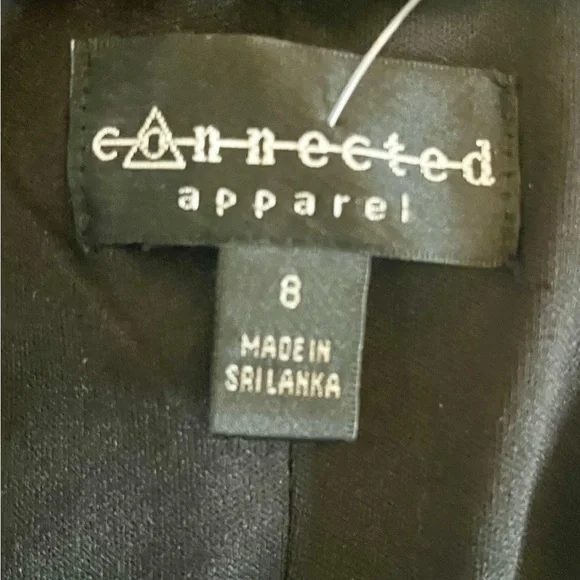 connected
apparel
8
MADE IN
SRI LANKA